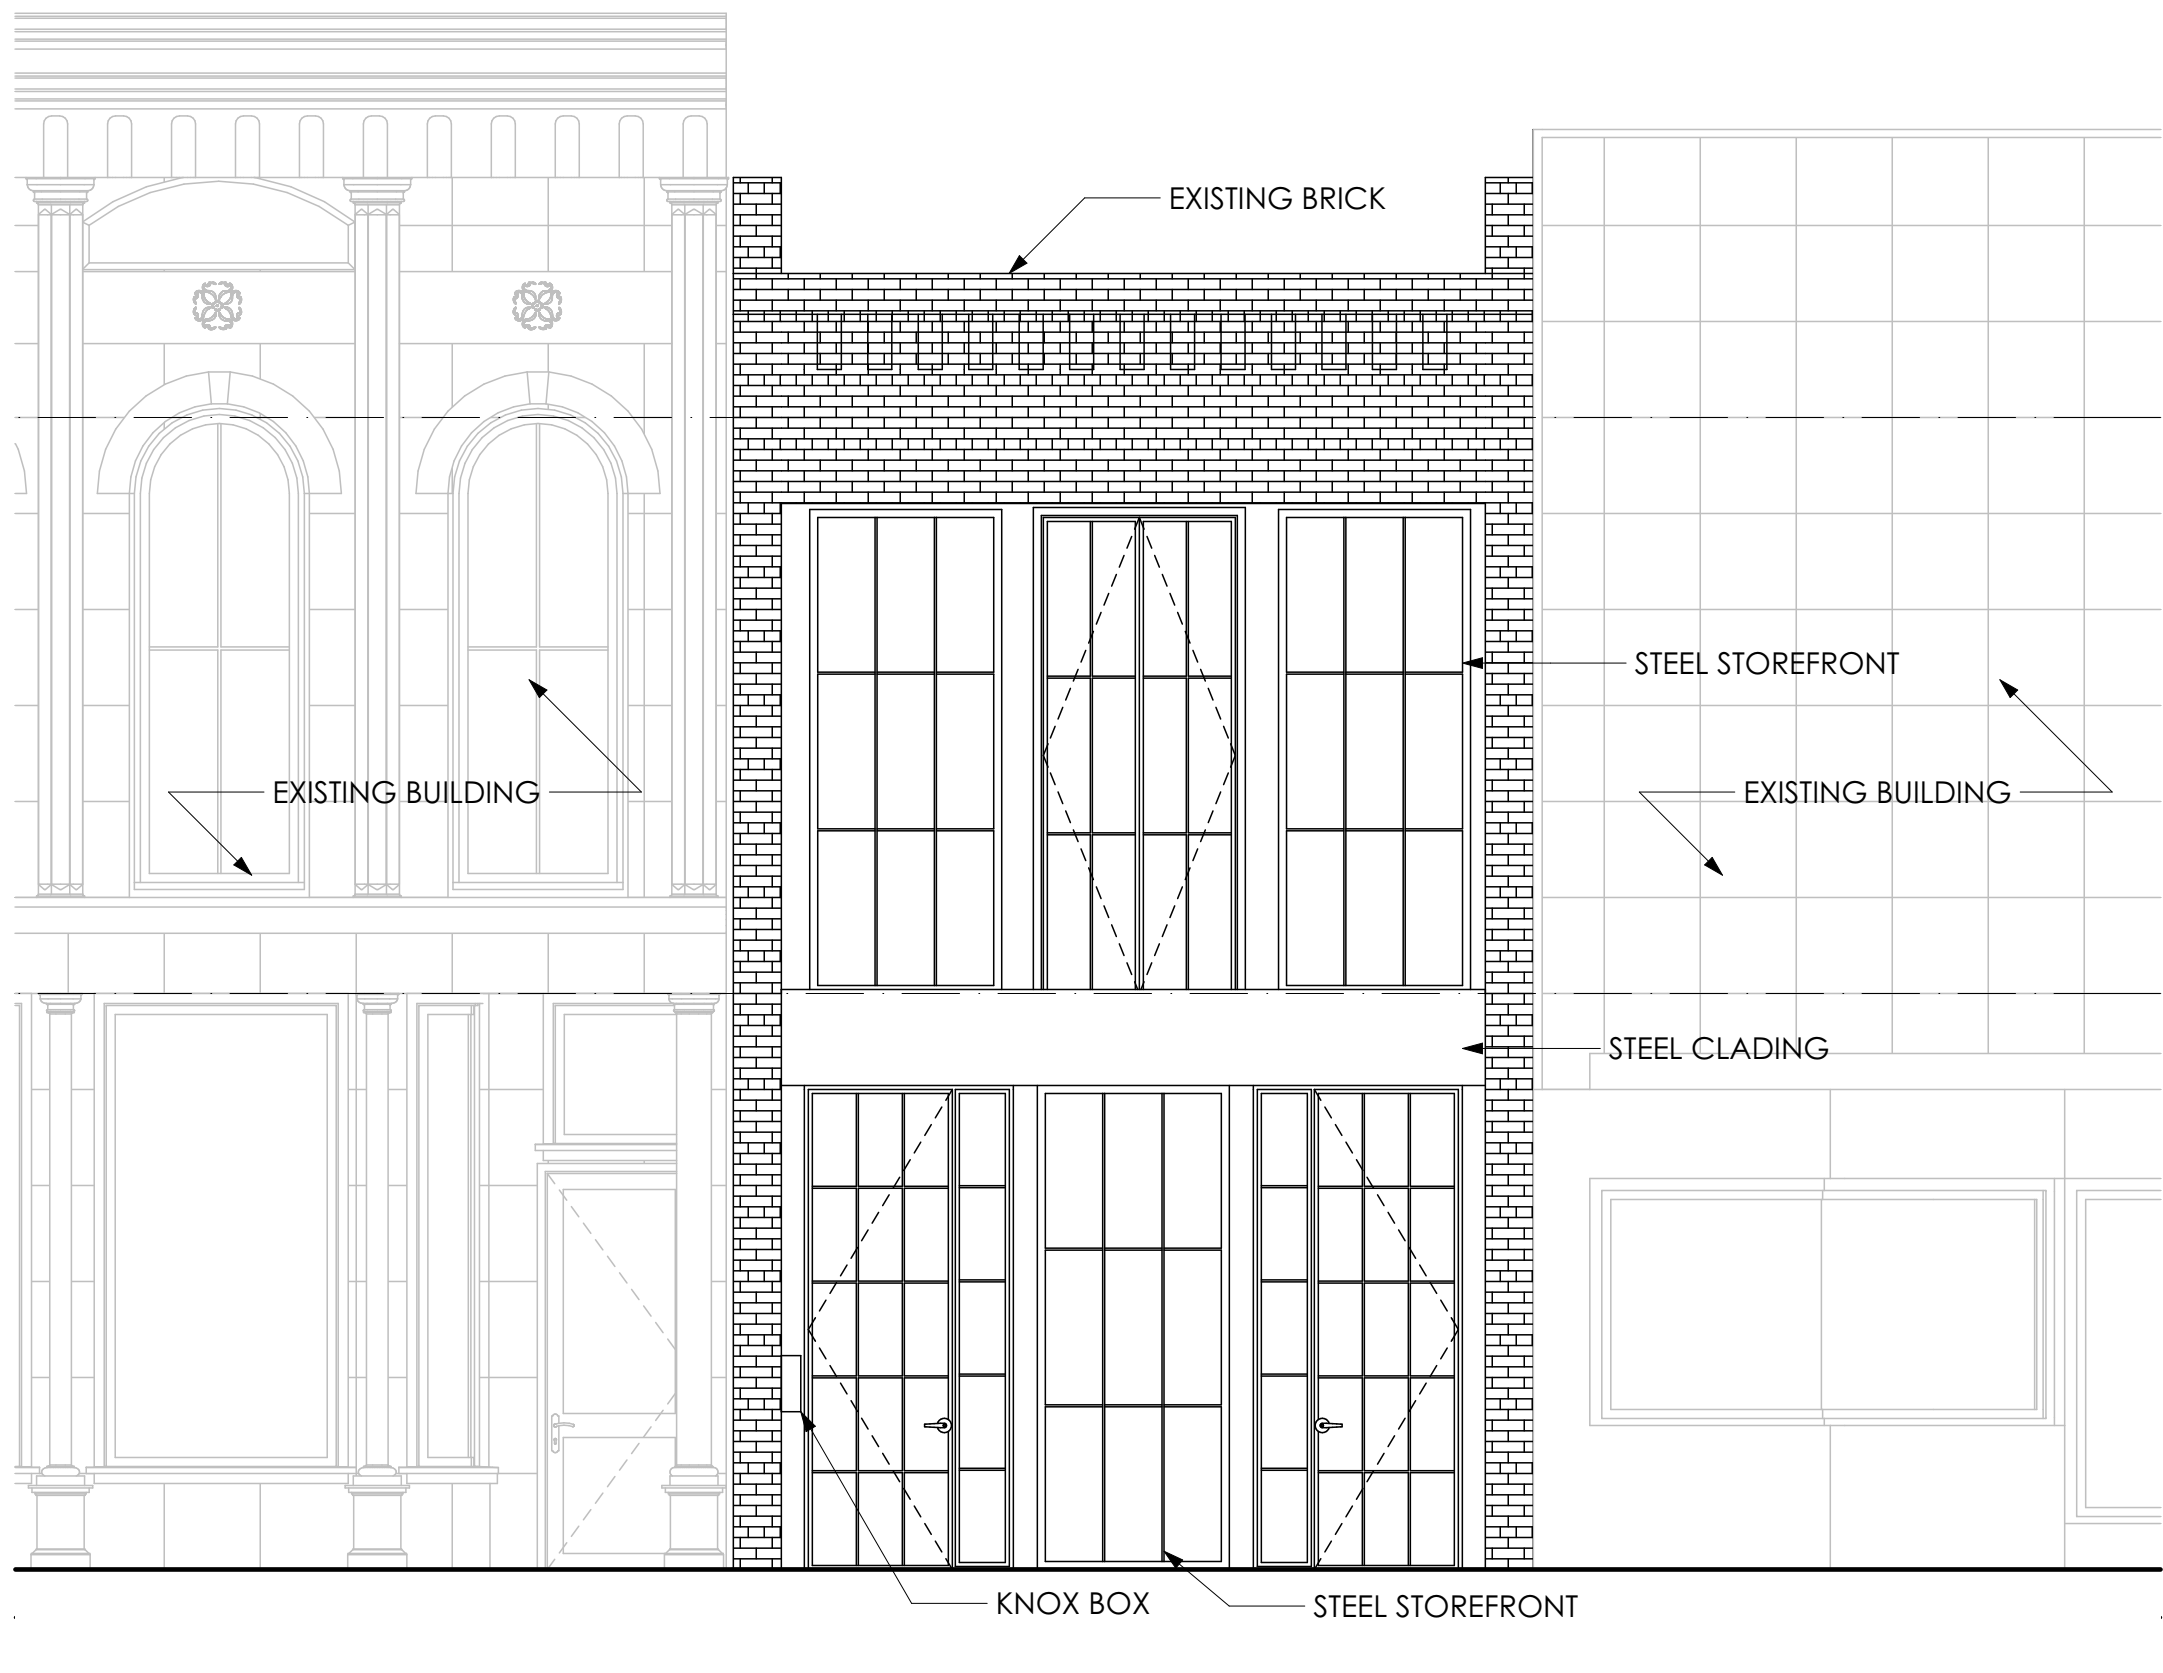 EXISTING BRICK
STEEL STOREFRONT
EXISTING BUILDING
EXISTING BUILDING
STEEL CLADING
KNOX BOX
STEEL STOREFRONT